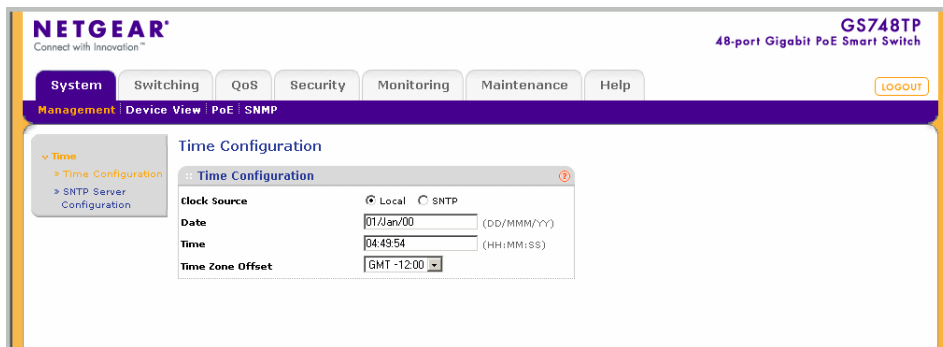 NETGEAR®
Connect with Innovation™
GS748TP
48-port Gigabit PoE Smart Switch
System Switching QoS Security Monitoring Maintenance Help LOGOUT
Management Device View PoE SNMP
Time
» Time Configuration
» SNTP Server
Configuration
Time Configuration
:: Time Configuration ?
Clock Source Local SNTP
Date 01/Jan/00 (DD/MMM/YY)
Time 04:49:54 (HH:MM:SS)
Time Zone Offset GMT -12:00